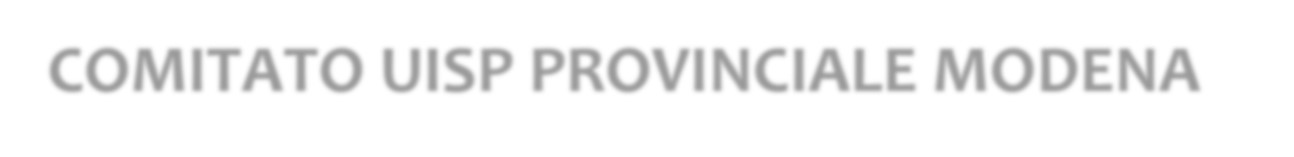 COMITATO UISP PROVINCIALE MODENA